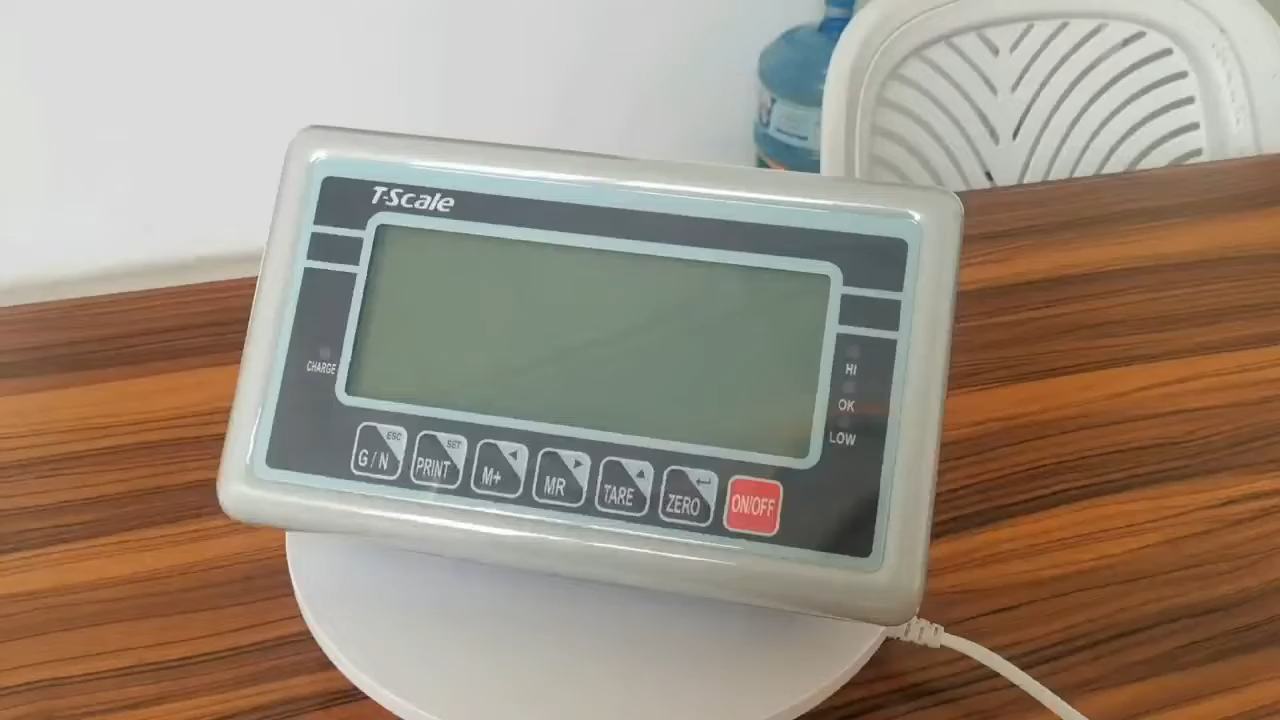 T-Scale
CHARGE
HI
OK
LOW
ESC
G/N
SET
PRINT
M+
MR
TARE
ZERO
ON/OFF